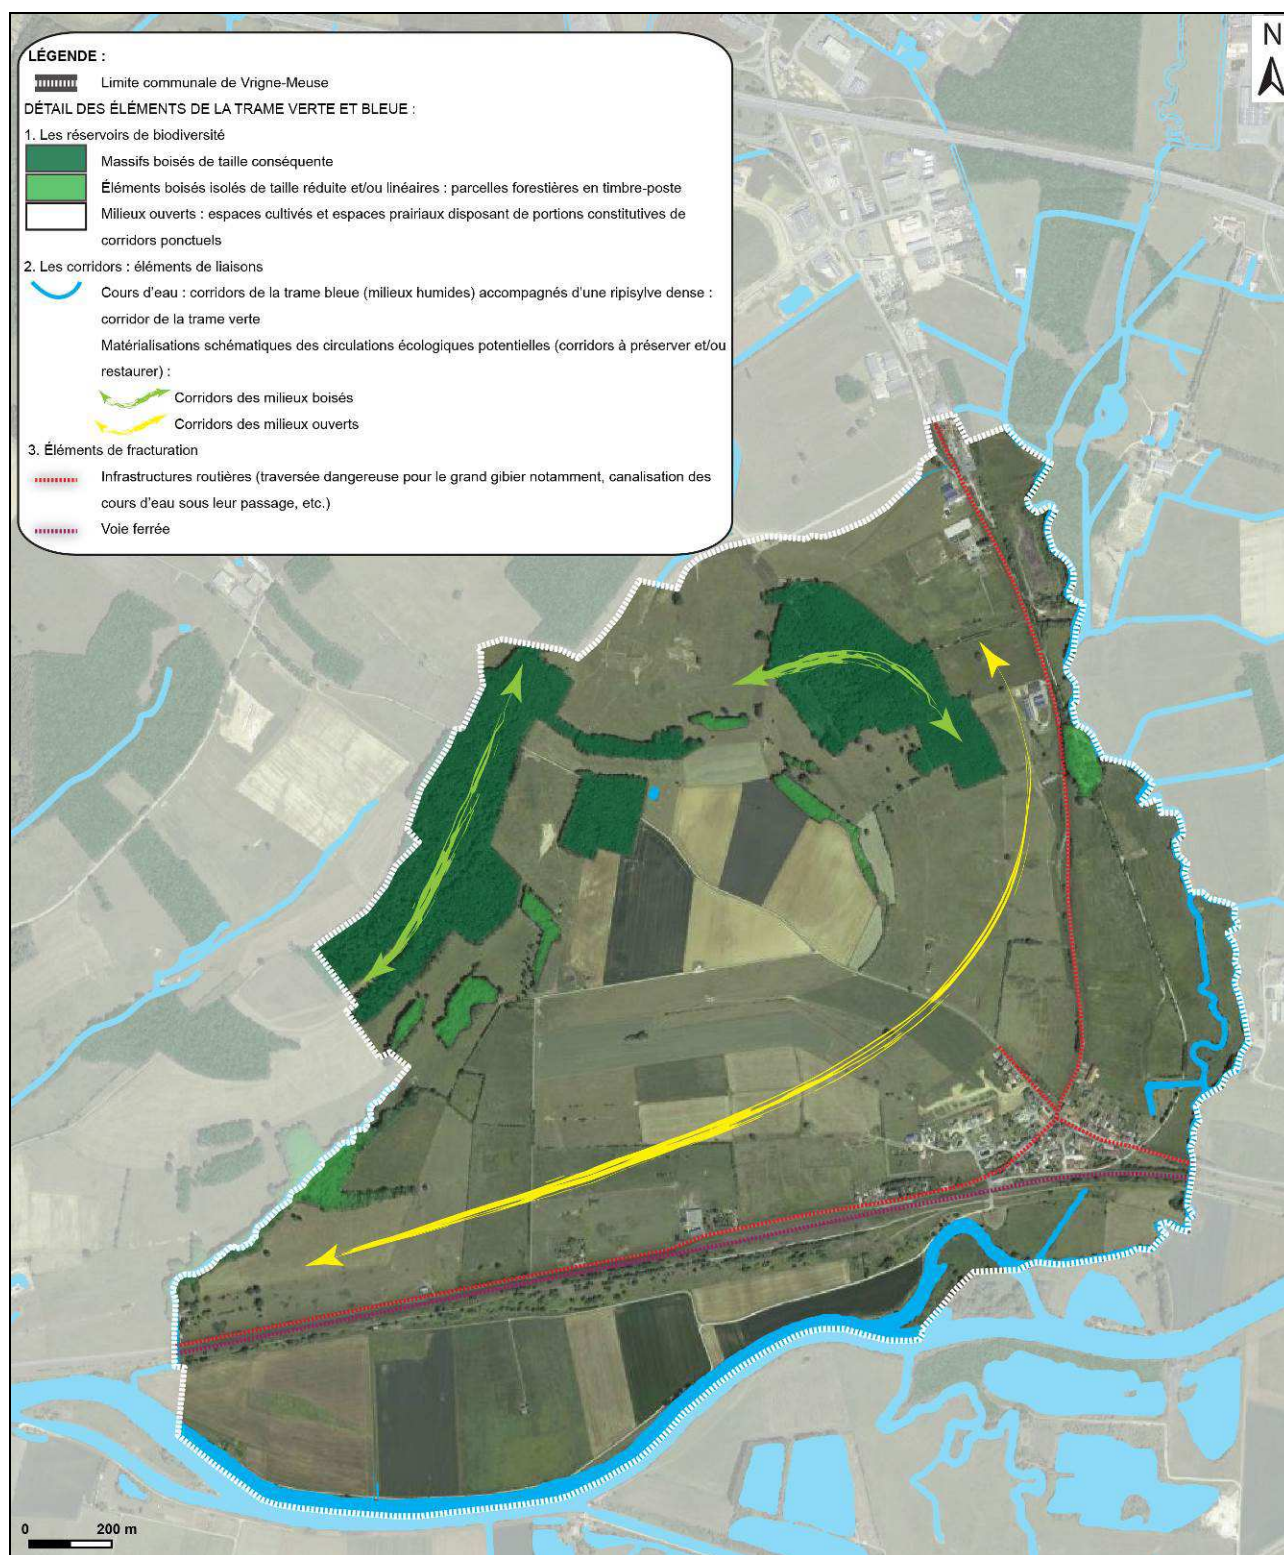 N
LÉGENDE :
Limite communale de Vrigne-Meuse
DÉTAIL DES ÉLÉMENTS DE LA TRAME VERTE ET BLEUE :
1. Les réservoirs de biodiversité
Massifs boisés de taille conséquente
Éléments boisés isolés de taille réduite et/ou linéaires : parcelles forestières en timbre-poste
Milieux ouverts : espaces cultivés et espaces prairiaux disposant de portions constitutives de
corridors ponctuels
2. Les corridors : éléments de liaisons
Cours d'eau : corridors de la trame bleue (milieux humides) accompagnés d'une ripisylve dense :
corridor de la trame verte
Matérialisations schématiques des circulations écologiques potentielles (corridors à préserver et/ou
restaurer) :
Corridors des milieux boisés
Corridors des milieux ouverts
3. Éléments de fracturation
Infrastructures routières (traversée dangereuse pour le grand gibier notamment, canalisation des
cours d'eau sous leur passage, etc.)
Voie ferrée
0 200 m